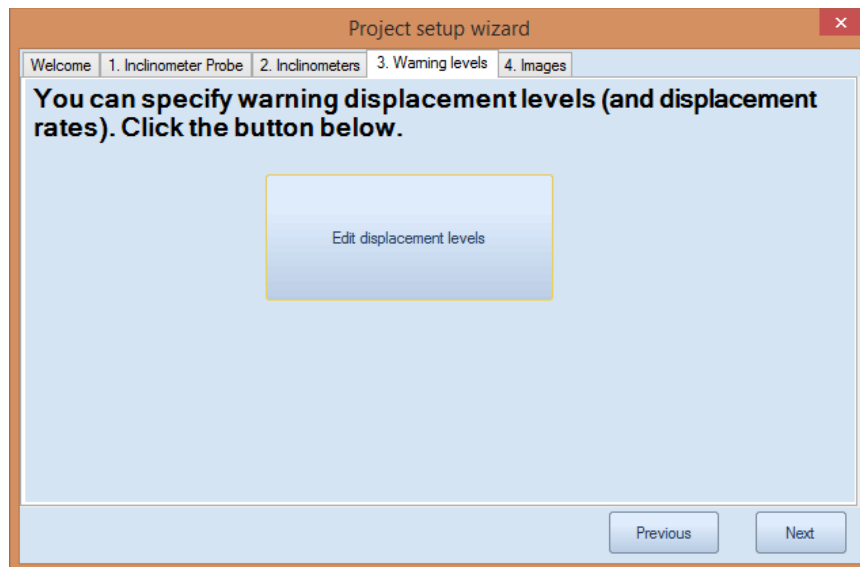 Project setup wizard
Welcome 1. Inclinometer Probe 2. Inclinometers 3. Warning levels 4. Images
You can specify warning displacement levels (and displacement
rates). Click the button below.
Edit displacement levels
Previous Next